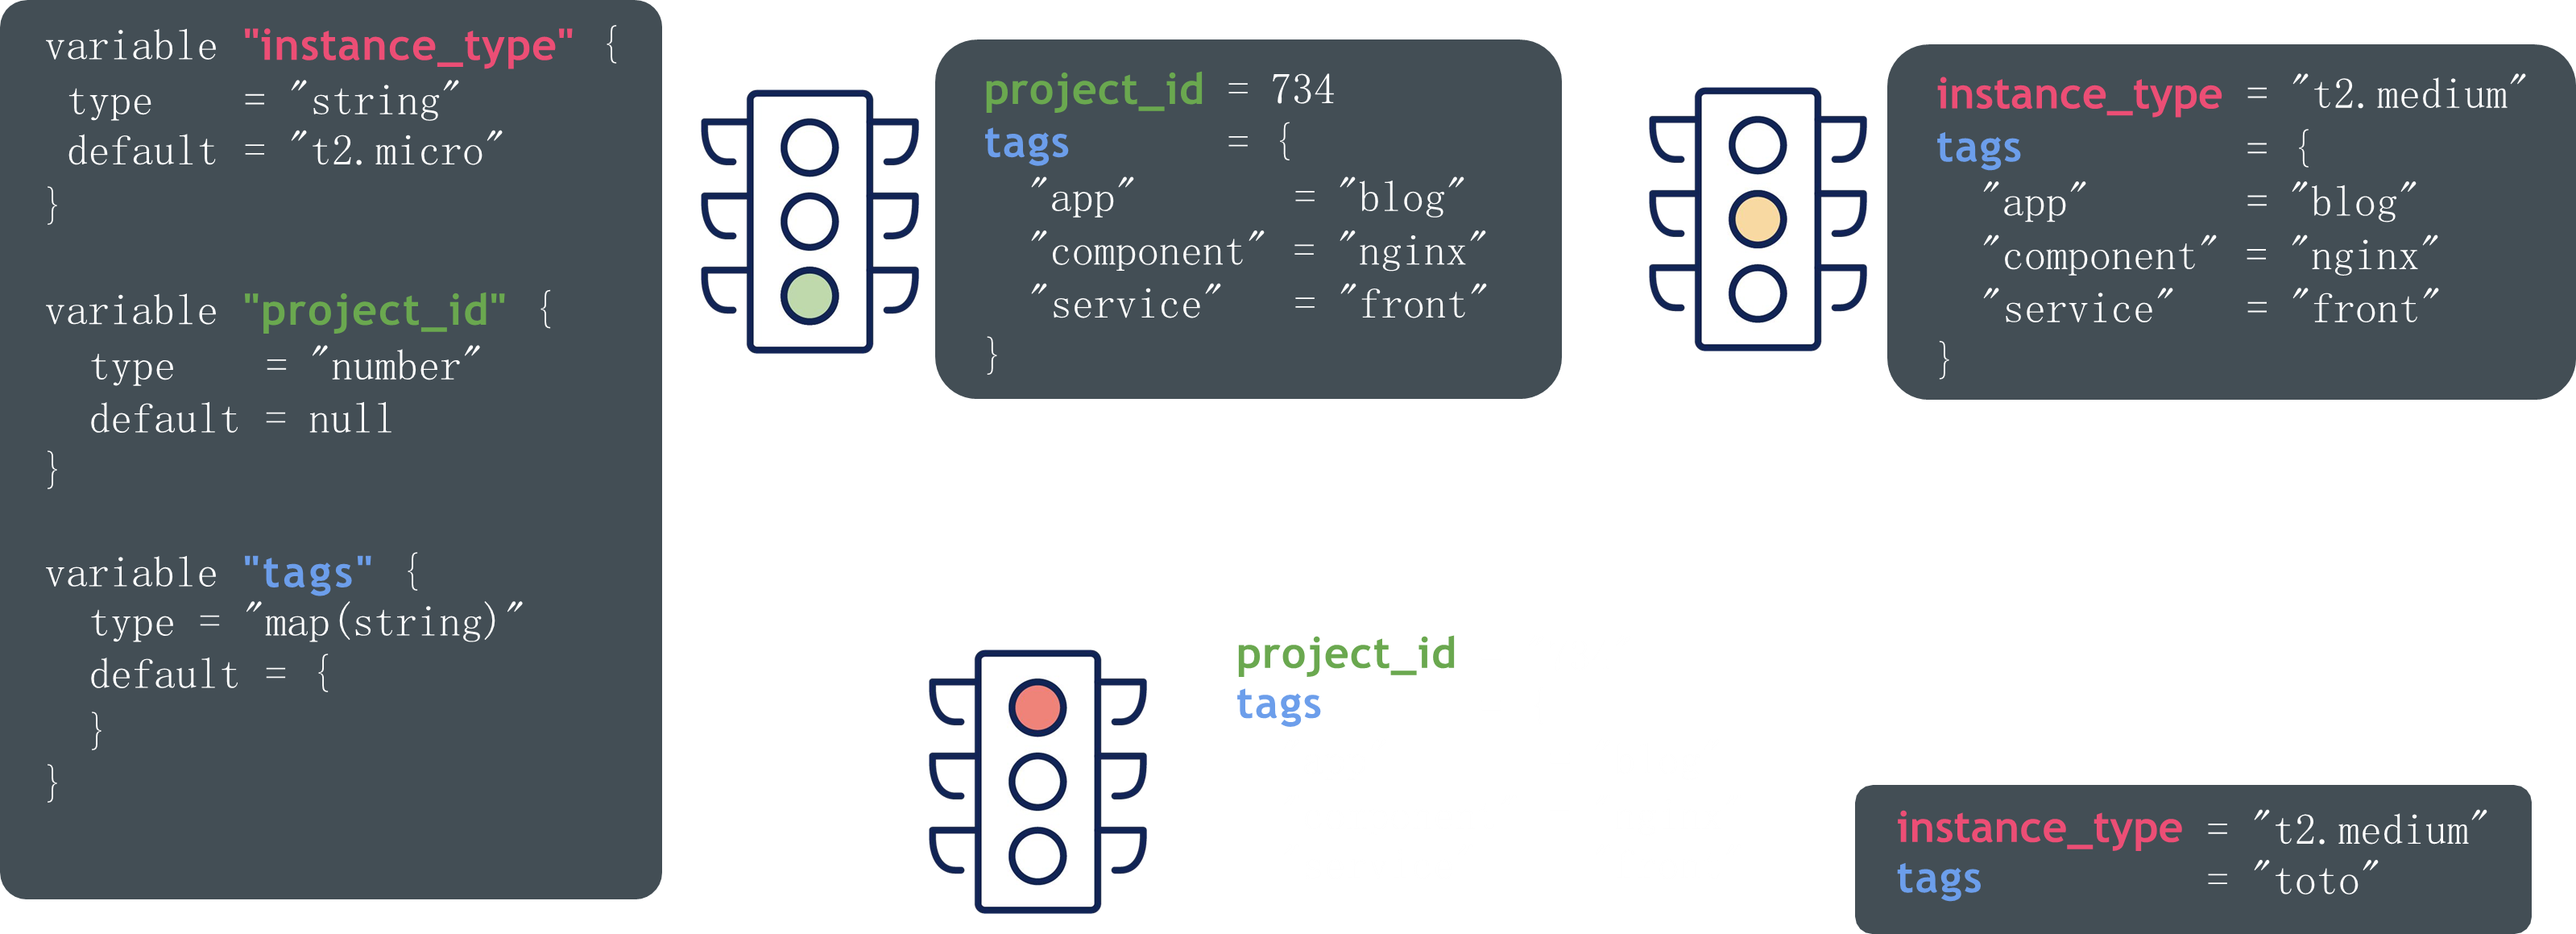 variable "instance_type" {
type = "string"
default = "t2.micro"
}
variable "project_id" {
type = "number"
default = null
}
variable "tags" {
type = "map(string)"
default = {
}
}
project_id = 734
tags = {
"app" = "blog"
"component" = "nginx"
"service" = "front"
}
instance_type = "t2.medium"
tags = {
"app" = "blog"
"component" = "nginx"
"service" = "front"
}
project_id
tags
instance_type = "t2.medium"
tags = "toto"